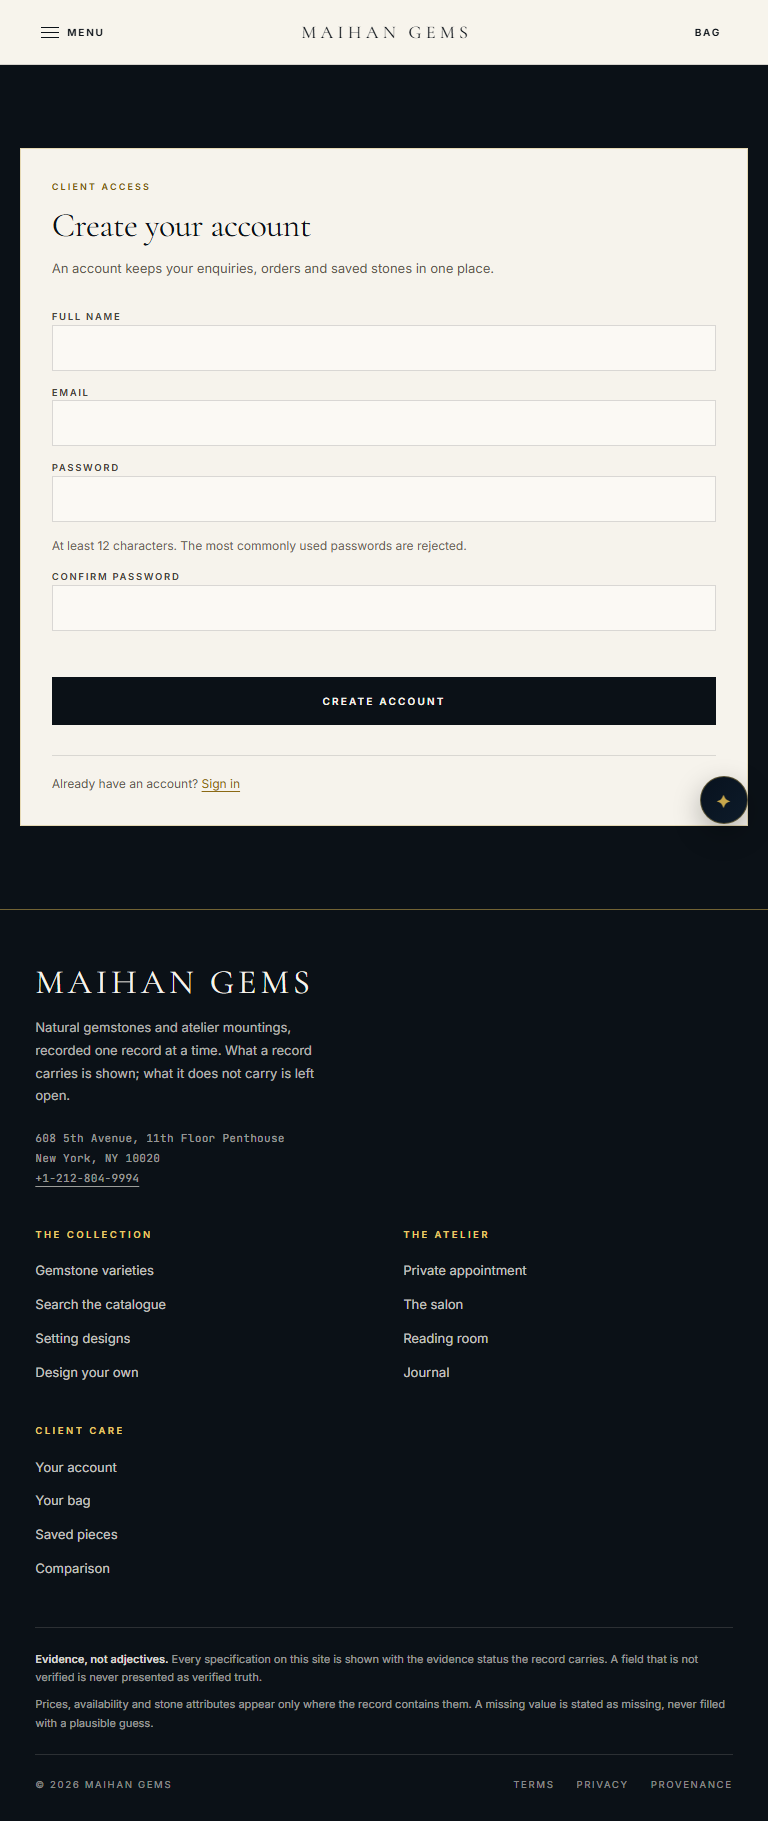 MENU
MAIHAN GEMS
BAG
CLIENT ACCESS
Create your account
An account keeps your enquiries, orders and saved stones in one place.
FULL NAME
EMAIL
PASSWORD
At least 12 characters. The most commonly used passwords are rejected.
CONFIRM PASSWORD
CREATE ACCOUNT
Already have an account? Sign in
MAIHAN GEMS
Natural gemstones and atelier mountings,
recorded one record at a time. What a record
carries is shown; what it does not carry is left
open.
608 5th Avenue, 11th Floor Penthouse
New York, NY 10020
+1-212-804-9994
THE COLLECTION
Gemstone varieties
Search the catalogue
Setting designs
Design your own
THE ATELIER
Private appointment
The salon
Reading room
Journal
CLIENT CARE
Your account
Your bag
Saved pieces
Comparison
Evidence, not adjectives. Every specification on this site is shown with the evidence status the record carries. A field that is not
verified is never presented as verified truth.
Prices, availability and stone attributes appear only where the record contains them. A missing value is stated as missing, never filled
with a plausible guess.
© 2026 MAIHAN GEMS
TERMS
PRIVACY
PROVENANCE